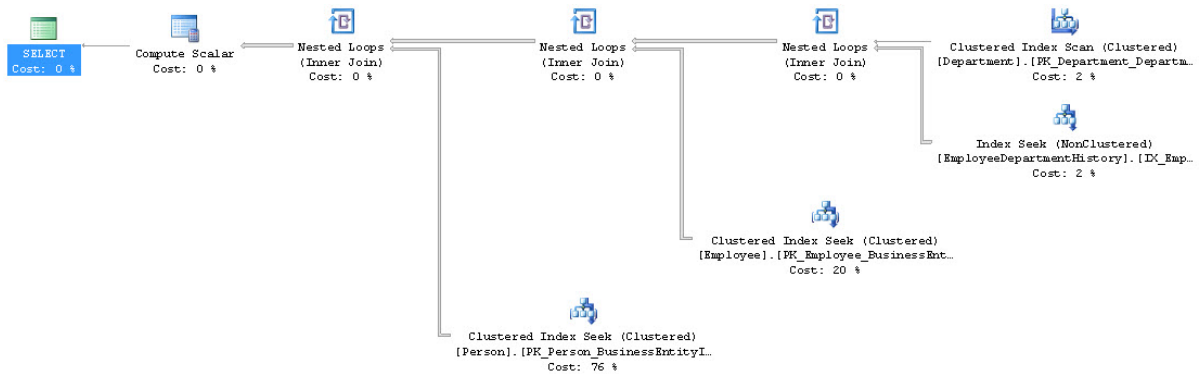 SELECT
Cost: 0 %
Compute Scalar
Cost: 0 %
Nested Loops
(Inner Join)
Cost: 0 %
Nested Loops
(Inner Join)
Cost: 0 %
Nested Loops
(Inner Join)
Cost: 0 %
Clustered Index Scan (Clustered)
[Department].[PK_Department_Departm…
Cost: 2 %
Index Seek (NonClustered)
[EmployeeDepartmentHistory].[IX_Emp…
Cost: 2 %
Clustered Index Seek (Clustered)
[Employee].[PK_Employee_BusinessEnt…
Cost: 20 %
Clustered Index Seek (Clustered)
[Person].[PK_Person_BusinessEntityI…
Cost: 76 %